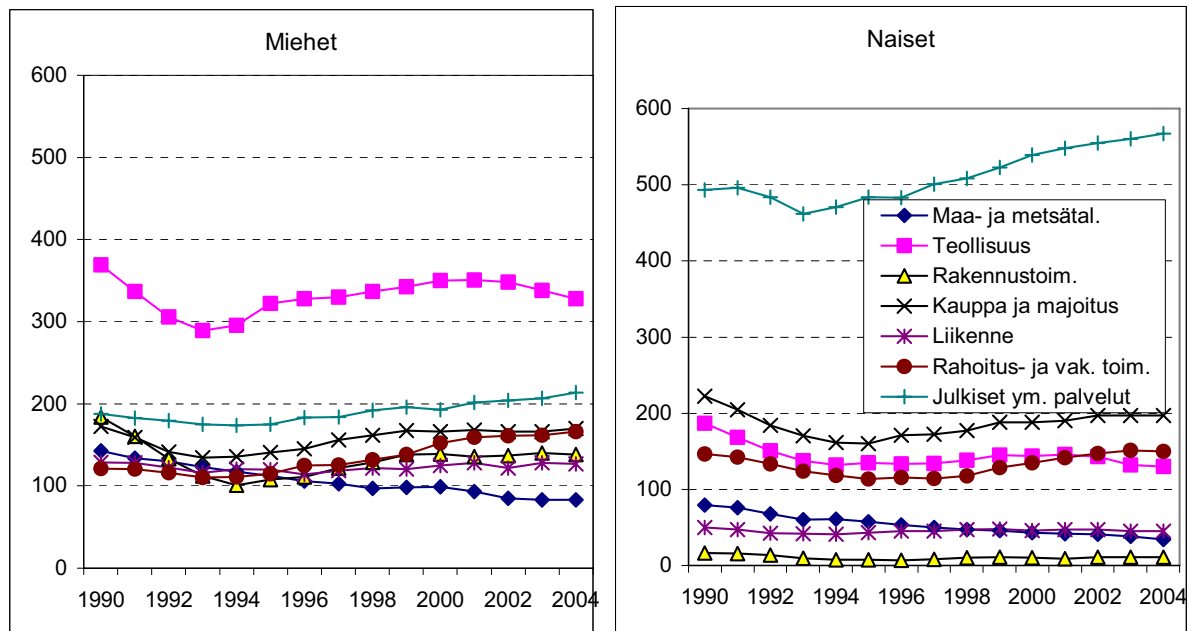 Miehet
600
500
400
300
200
100
0
1990 1992 1994 1996 1998 2000 2002 2004
Naiset
600
500
400
300
200
100
0
1990 1992 1994 1996 1998 2000 2002 2004
Maa- ja metsätal.
Teollisuus
Rakennustoim.
Kauppa ja majoitus
Liikenne
Rahoitus- ja vak. toim.
Julkiset ym. palvelut